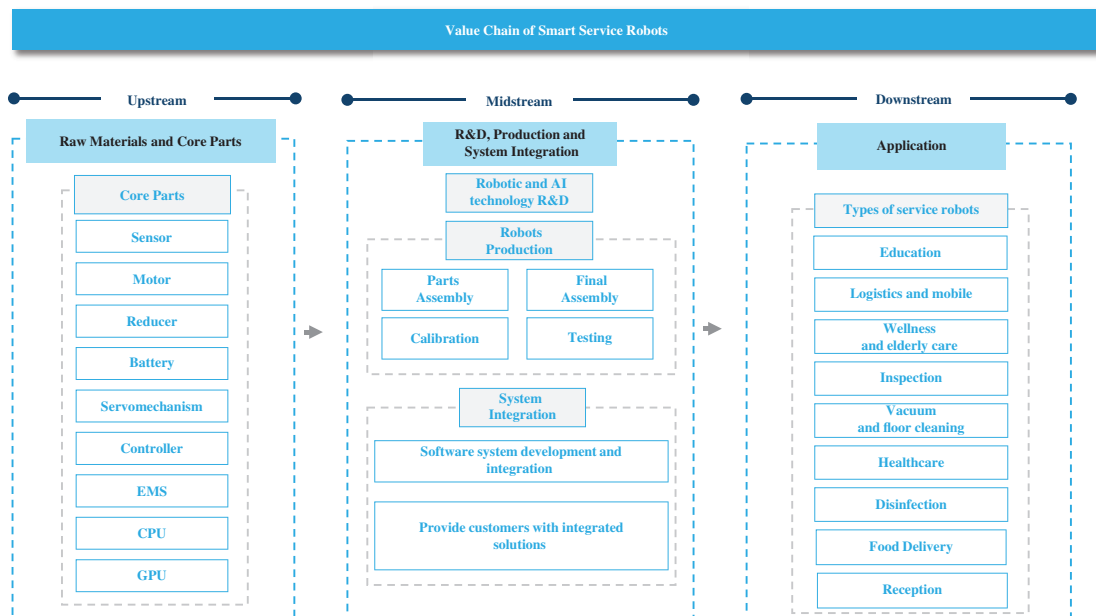 Value Chain of Smart Service Robots
Upstream
Raw Materials and Core Parts
Core Parts
Sensor
Motor
Reducer
Battery
Servomechanism
Controller
EMS
CPU
GPU
Midstream
R&D, Production and
System Integration
Robotic and AI
technology R&D
Robots
Production
Parts
Assembly
Final
Assembly
Calibration
Testing
System
Integration
Software system development and
integration
Provide customers with integrated
solutions
Downstream
Application
Types of service robots
Education
Logistics and mobile
Wellness
and elderly care
Inspection
Vacuum
and floor cleaning
Healthcare
Disinfection
Food Delivery
Reception